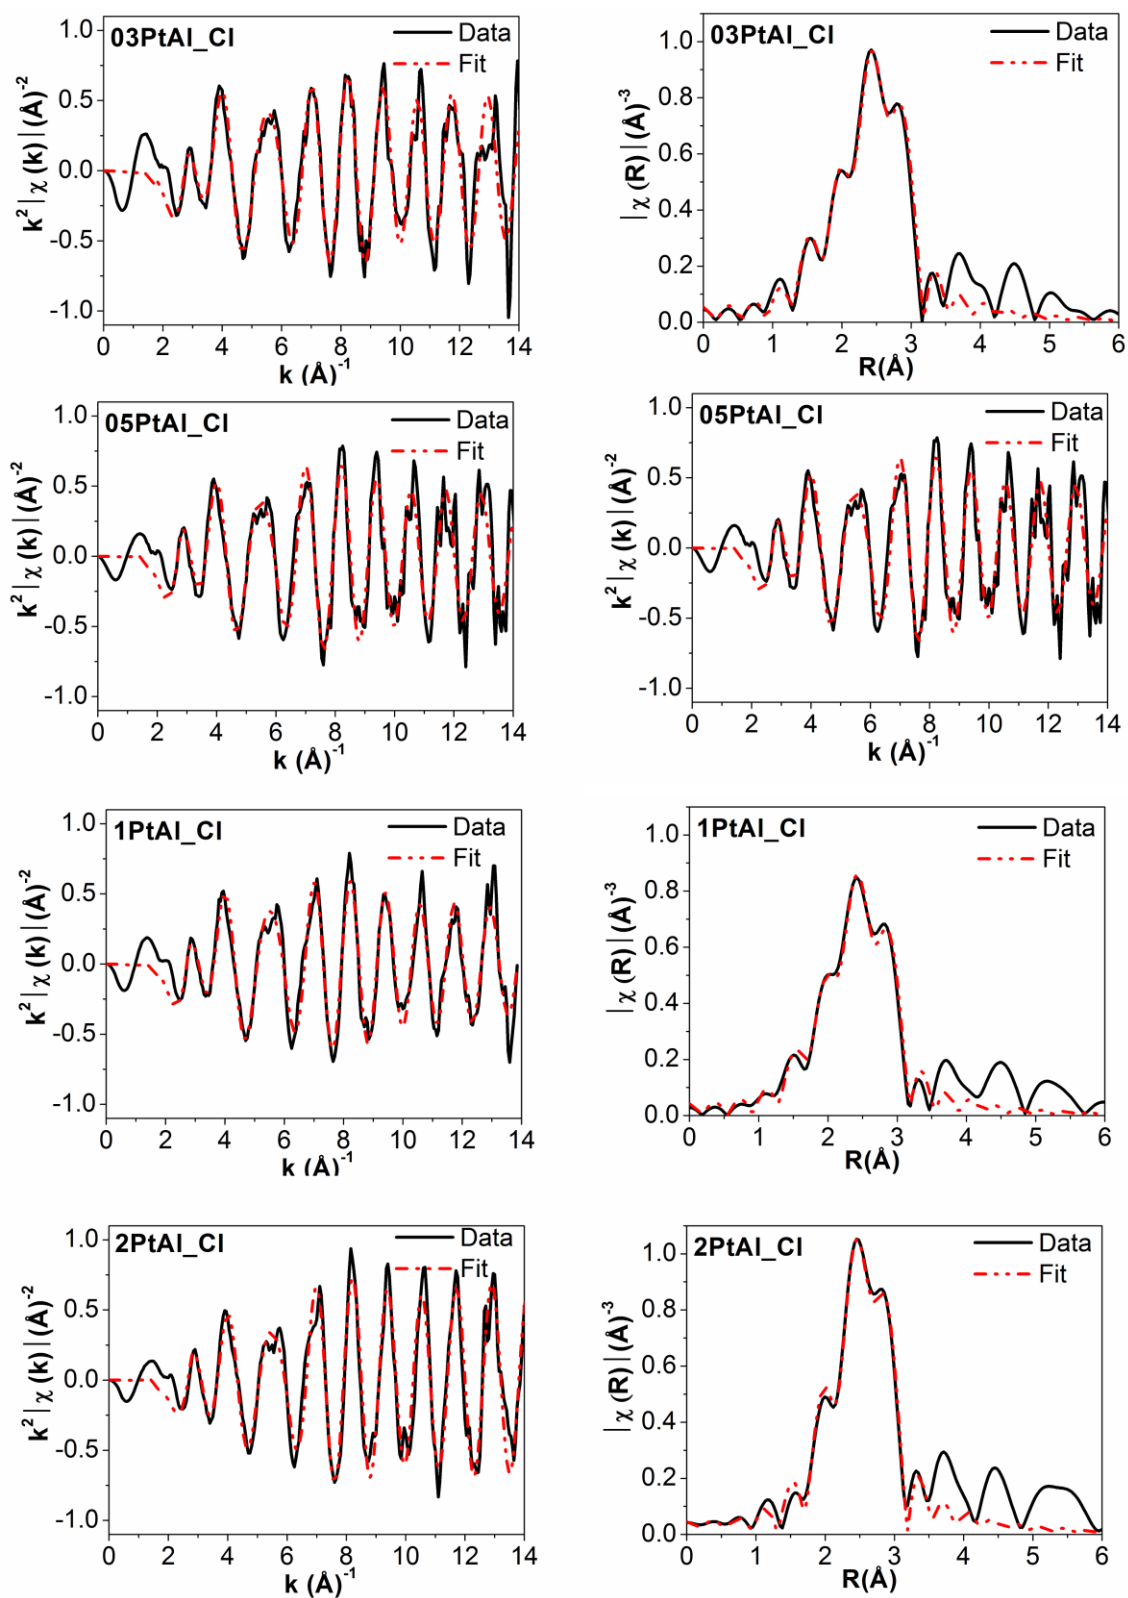 03PtAl_Cl
Data
Fit
k² |χ(k)|(Å)⁻²
1.0
0.5
0.0
-0.5
-1.0
0 2 4 6 8 10 12 14
k (Å)⁻¹
03PtAl_Cl
Data
Fit
|χ(R)|(Å)⁻³
1.0
0.8
0.6
0.4
0.2
0.0
0 1 2 3 4 5 6
R(Å)
05PtAl_Cl
Data
Fit
k² |χ(k)|(Å)⁻²
1.0
0.5
0.0
-0.5
-1.0
0 2 4 6 8 10 12 14
k (Å)⁻¹
05PtAl_Cl
Data
Fit
k² |χ(k)|(Å)⁻²
1.0
0.5
0.0
-0.5
-1.0
0 2 4 6 8 10 12 14
k (Å)⁻¹
1PtAl_Cl
Data
Fit
k² |χ(k)|(Å)⁻²
1.0
0.5
0.0
-0.5
-1.0
0 2 4 6 8 10 12 14
k (Å)⁻¹
1PtAl_Cl
Data
Fit
|χ(R)|(Å)⁻³
1.0
0.8
0.6
0.4
0.2
0.0
0 1 2 3 4 5 6
R(Å)
2PtAl_Cl
Data
Fit
k² |χ(k)|(Å)⁻²
1.0
0.5
0.0
-0.5
-1.0
0 2 4 6 8 10 12 14
k (Å)⁻¹
2PtAl_Cl
Data
Fit
|χ(R)|(Å)⁻³
1.0
0.8
0.6
0.4
0.2
0.0
0 1 2 3 4 5 6
R(Å)